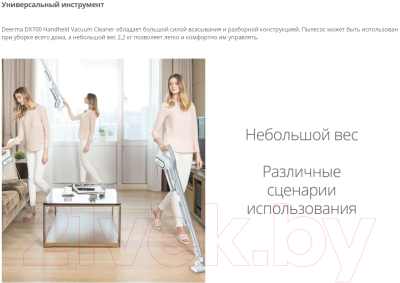 Универсальный инструмент
Deerma DX700 Handheld Vacuum Cleaner обладает большой силой всасывания и разборной конструкцией. Пылесос может быть использован
при уборке всего дома, а небольшой вес 2,2 кг позволяет легко и комфортно им управлять.
Небольшой вес
Различные
сценарии
использования
21vek.by